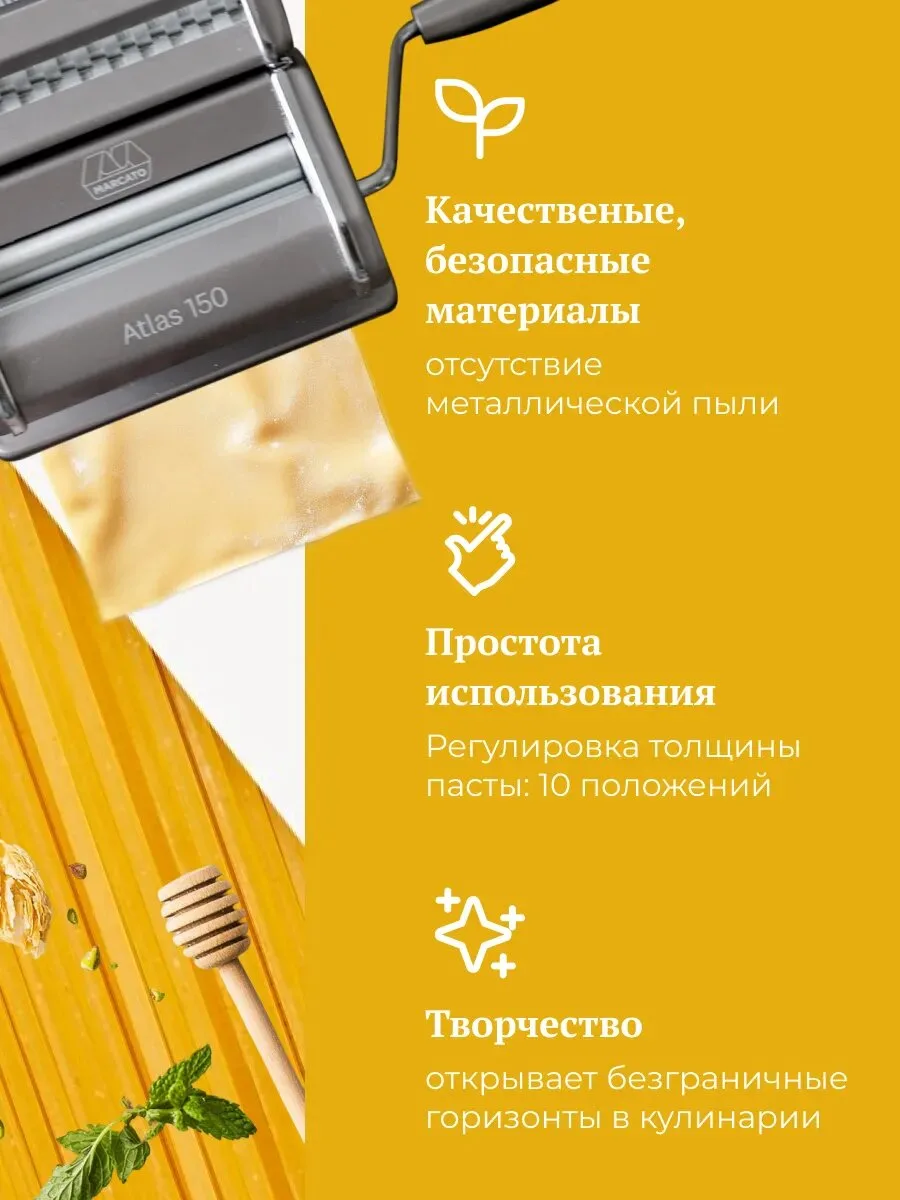 MARCATO
Atlas 150
Качественые,
безопасные
материалы
отсутствие
металлической пыли
Простота
использования
Регулировка толщины
пасты: 10 положений
Творчество
открывает безграничные
горизонты в кулинарии